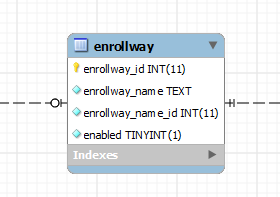 enrollway
enrollway_id INT(11)
enrollway_name TEXT
enrollway_name_id INT(11)
enabled TINYINT(1)
Indexes